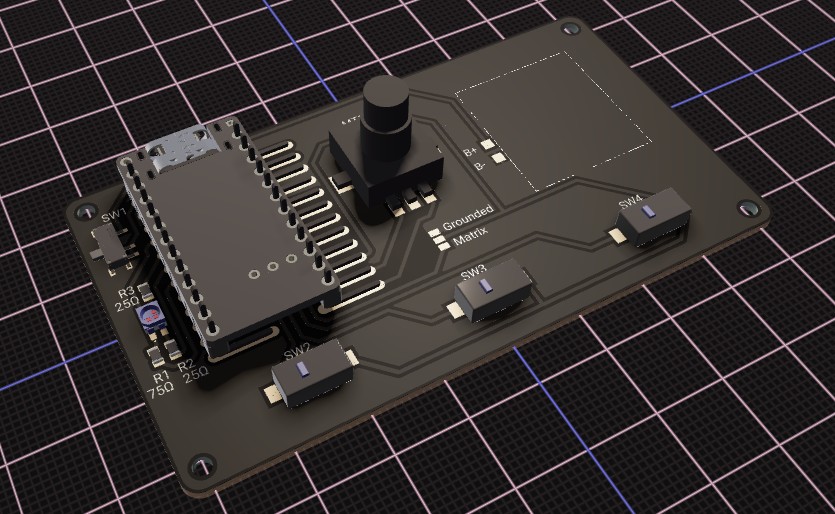 SW1
R3
25Ω
R1
75Ω
R2
25Ω
SW2
SW3
SW4
B+
B-
Grounded
Matrix